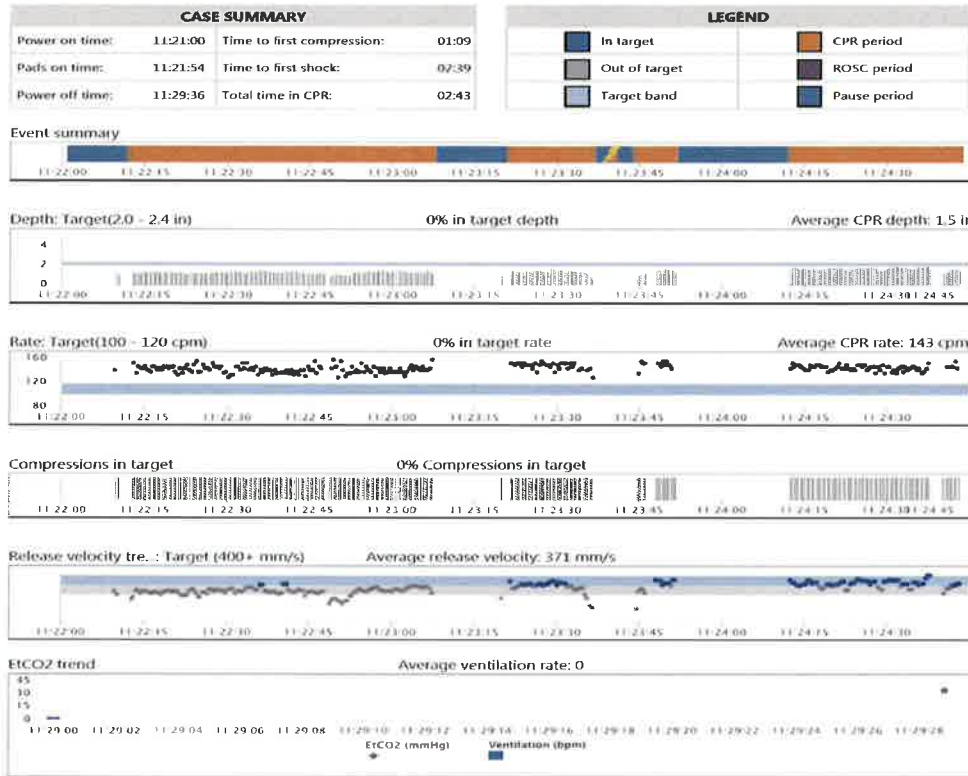 CASE SUMMARY
Power on time: 11:21:00 Time to first compression: 01:09
Pads on time: 11:21:54 Time to first shock: 02:39
Power off time: 11:29:36 Total time in CPR: 02:43
LEGEND
In target CPR period
Out of target ROSC period
Target band Pause period
Event summary
11:22:00 11:22:15 11:22:30 11:22:45 11:23:00 11:23:15 11:23:30 11:23:45 11:24:00 11:24:15 11:24:30
Depth: Target(2.0 - 2.4 in) 0% in target depth Average CPR depth: 1.5 in
4
2
0
11:22:00 11:22:15 11:22:30 11:22:45 11:23:00 11:23:15 11:23:30 11:23:45 11:24:00 11:24:15 11:24:30 11:24:45
Rate: Target(100 - 120 cpm) 0% in target rate Average CPR rate: 143 cpm
160
120
80
11:22:00 11:22:15 11:22:30 11:22:45 11:23:00 11:23:15 11:23:30 11:23:45 11:24:00 11:24:15 11:24:30
Compressions in target 0% Compressions in target
11:22:00 11:22:15 11:22:30 11:22:45 11:23:00 11:23:15 11:23:30 11:23:45 11:24:00 11:24:15 11:24:30 11:24:45
Release velocity tre..: Target (400+ mm/s) Average release velocity: 371 mm/s
11:22:00 11:22:15 11:22:30 11:22:45 11:23:00 11:23:15 11:23:30 11:23:45 11:24:00 11:24:15 11:24:30
EtCO2 trend Average ventilation rate: 0
45
30
15
0
11:29:00 11:29:02 11:29:04 11:29:06 11:29:08 11:29:10 11:29:12 11:29:14 11:29:16 11:29:18 11:29:20 11:29:22 11:29:24 11:29:26 11:29:28
EtCO2 (mmHg) Ventilation (bpm)